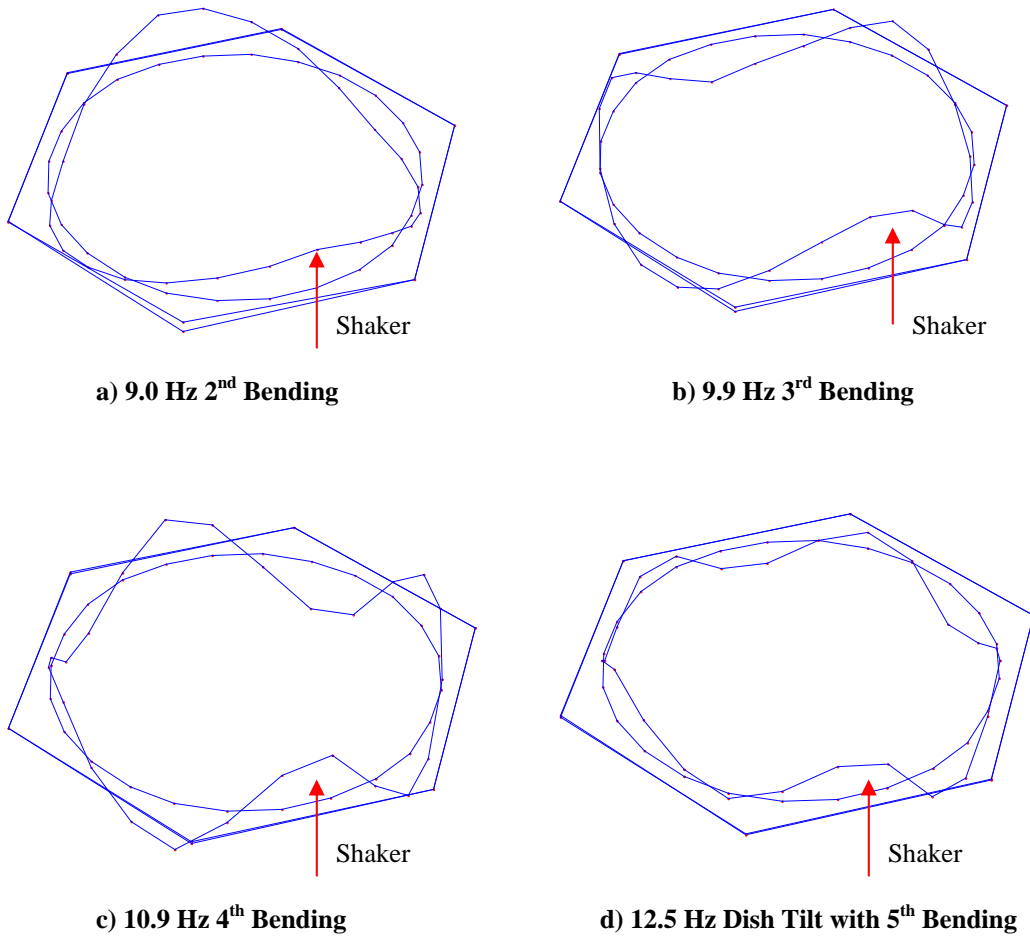 Shaker
Shaker
a) 9.0 Hz 2nd Bending
b) 9.9 Hz 3rd Bending
Shaker
Shaker
c) 10.9 Hz 4th Bending
d) 12.5 Hz Dish Tilt with 5th Bending